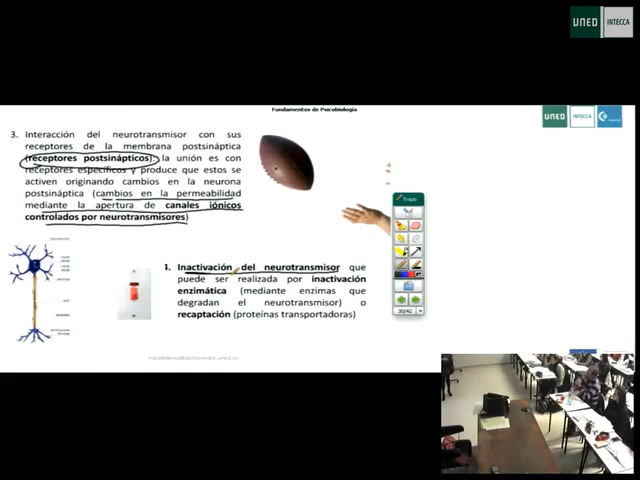 UNED
INTECCA
Fundamentos de Psicobiología
UNED
INTECCA
3. Interacción del neurotransmisor con sus
receptores de la membrana postsináptica
(receptores postsinápticos): la unión es con
receptores específicos y produce que estos se
activen originando cambios en la neurona
postsináptica (cambios en la permeabilidad
mediante la apertura de canales iónicos
controlados por neurotransmisores)
Trazo
30/42
4. Inactivación del neurotransmisor que
puede ser realizada por inactivación
enzimática (mediante enzimas que
degradan el neurotransmisor) o
recaptación (proteínas transportadoras)